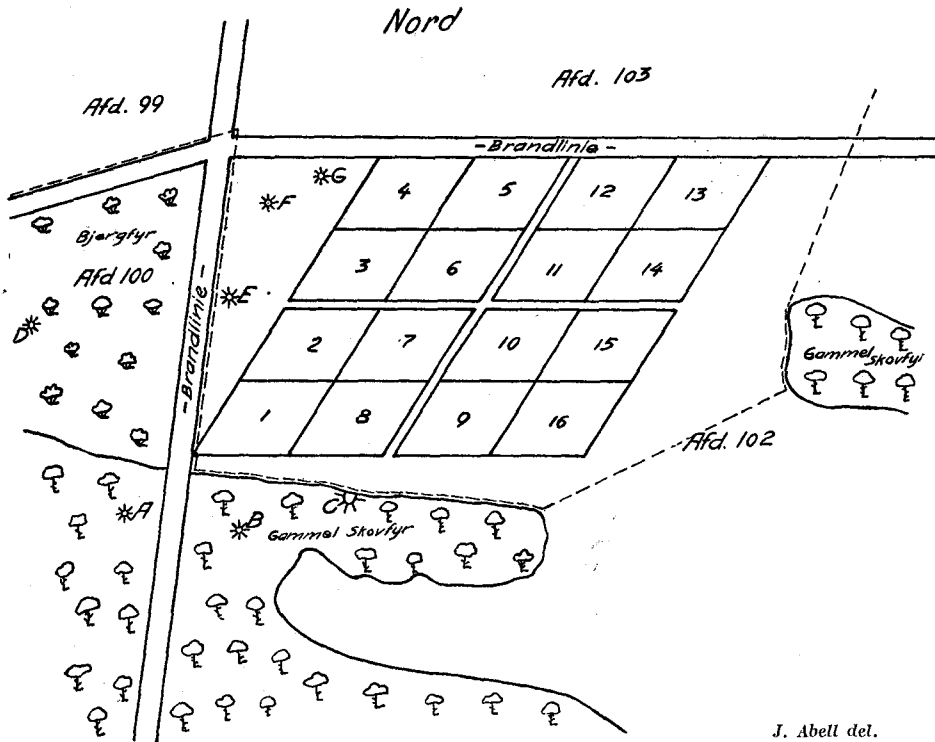 Nord
Afd. 103
Afd. 99
-Brandlinie-
G
4
5
12
13
F
Bjergfyr
3
6
11
14
Afd 100
E
-Brandlinie-
D
2
7
10
15
Gammel
Skovfyr
1
8
9
16
Afd. 102
A
B
C
Gammel Skovfyr
J. Abell del.